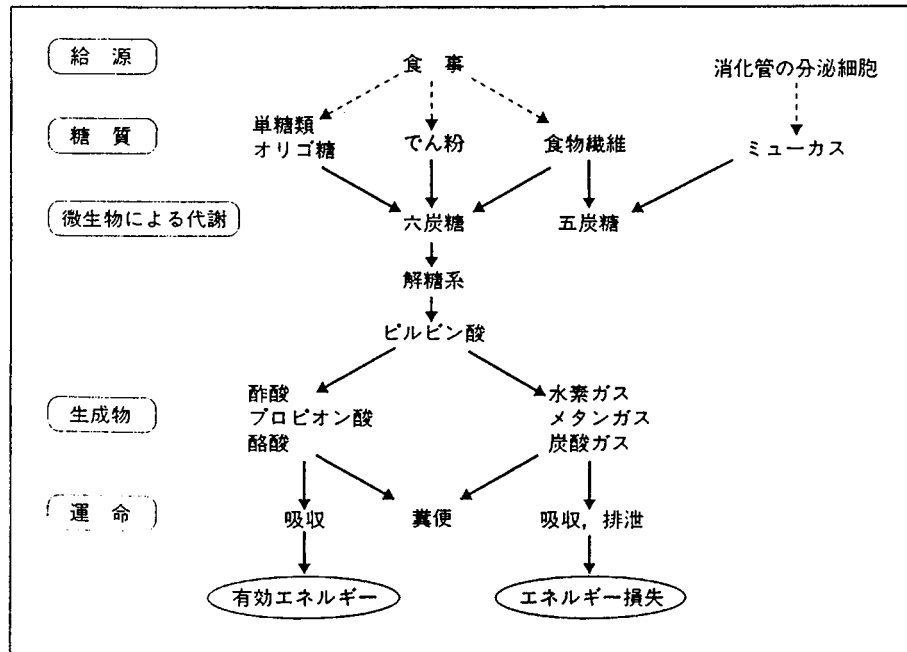 給　源
食　事
消化管の分泌細胞
糖　質
単糖類
オリゴ糖
でん粉
食物繊維
ミューカス
微生物による代謝
六炭糖
五炭糖
解糖系
ピルビン酸
生成物
酢酸
プロピオン酸
酪酸
水素ガス
メタンガス
炭酸ガス
運　命
吸収
糞便
吸収，排泄
有効エネルギー
エネルギー損失